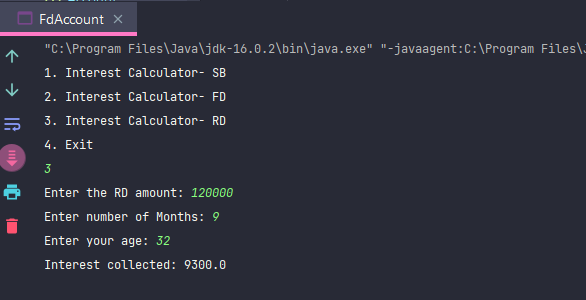 FdAccount
"C:\Program Files\Java\jdk-16.0.2\bin\java.exe" "-javaagent:C:\Program Files\J
1. Interest Calculator- SB
2. Interest Calculator- FD
3. Interest Calculator- RD
4. Exit
3
Enter the RD amount: 120000
Enter number of Months: 9
Enter your age: 32
Interest collected: 9300.0